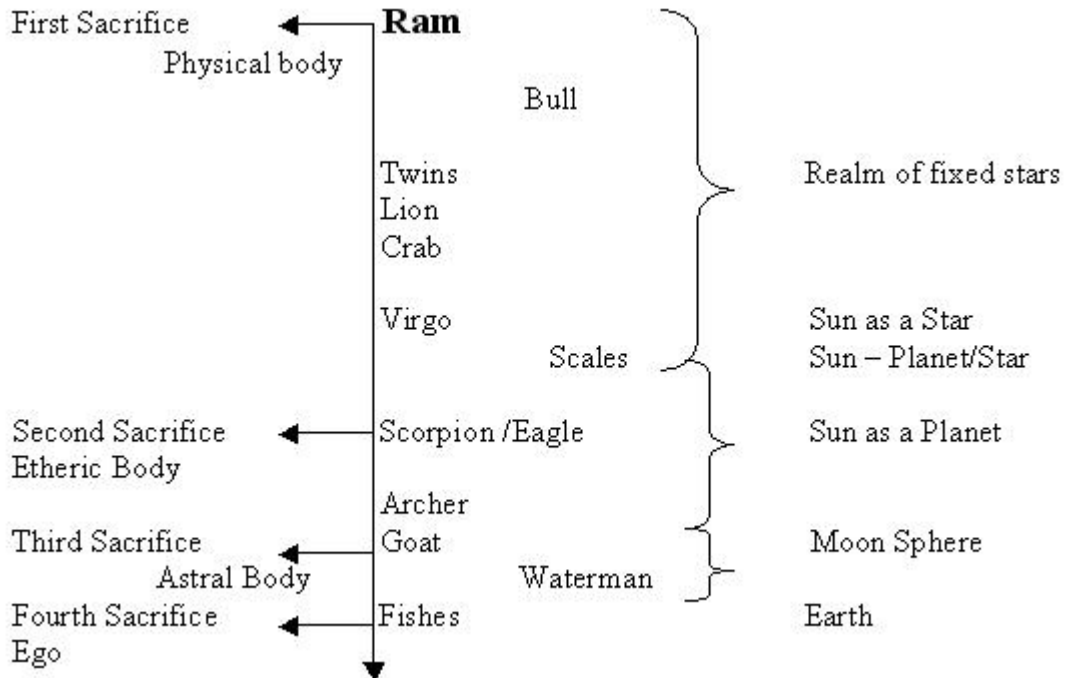 First Sacrifice Ram
Physical body
Bull
Twins Realm of fixed stars
Lion
Crab
Virgo Sun as a Star
Scales Sun – Planet/Star
Second Sacrifice Scorpion /Eagle Sun as a Planet
Etheric Body
Archer
Third Sacrifice Goat Moon Sphere
Astral Body Waterman
Fourth Sacrifice Fishes Earth
Ego